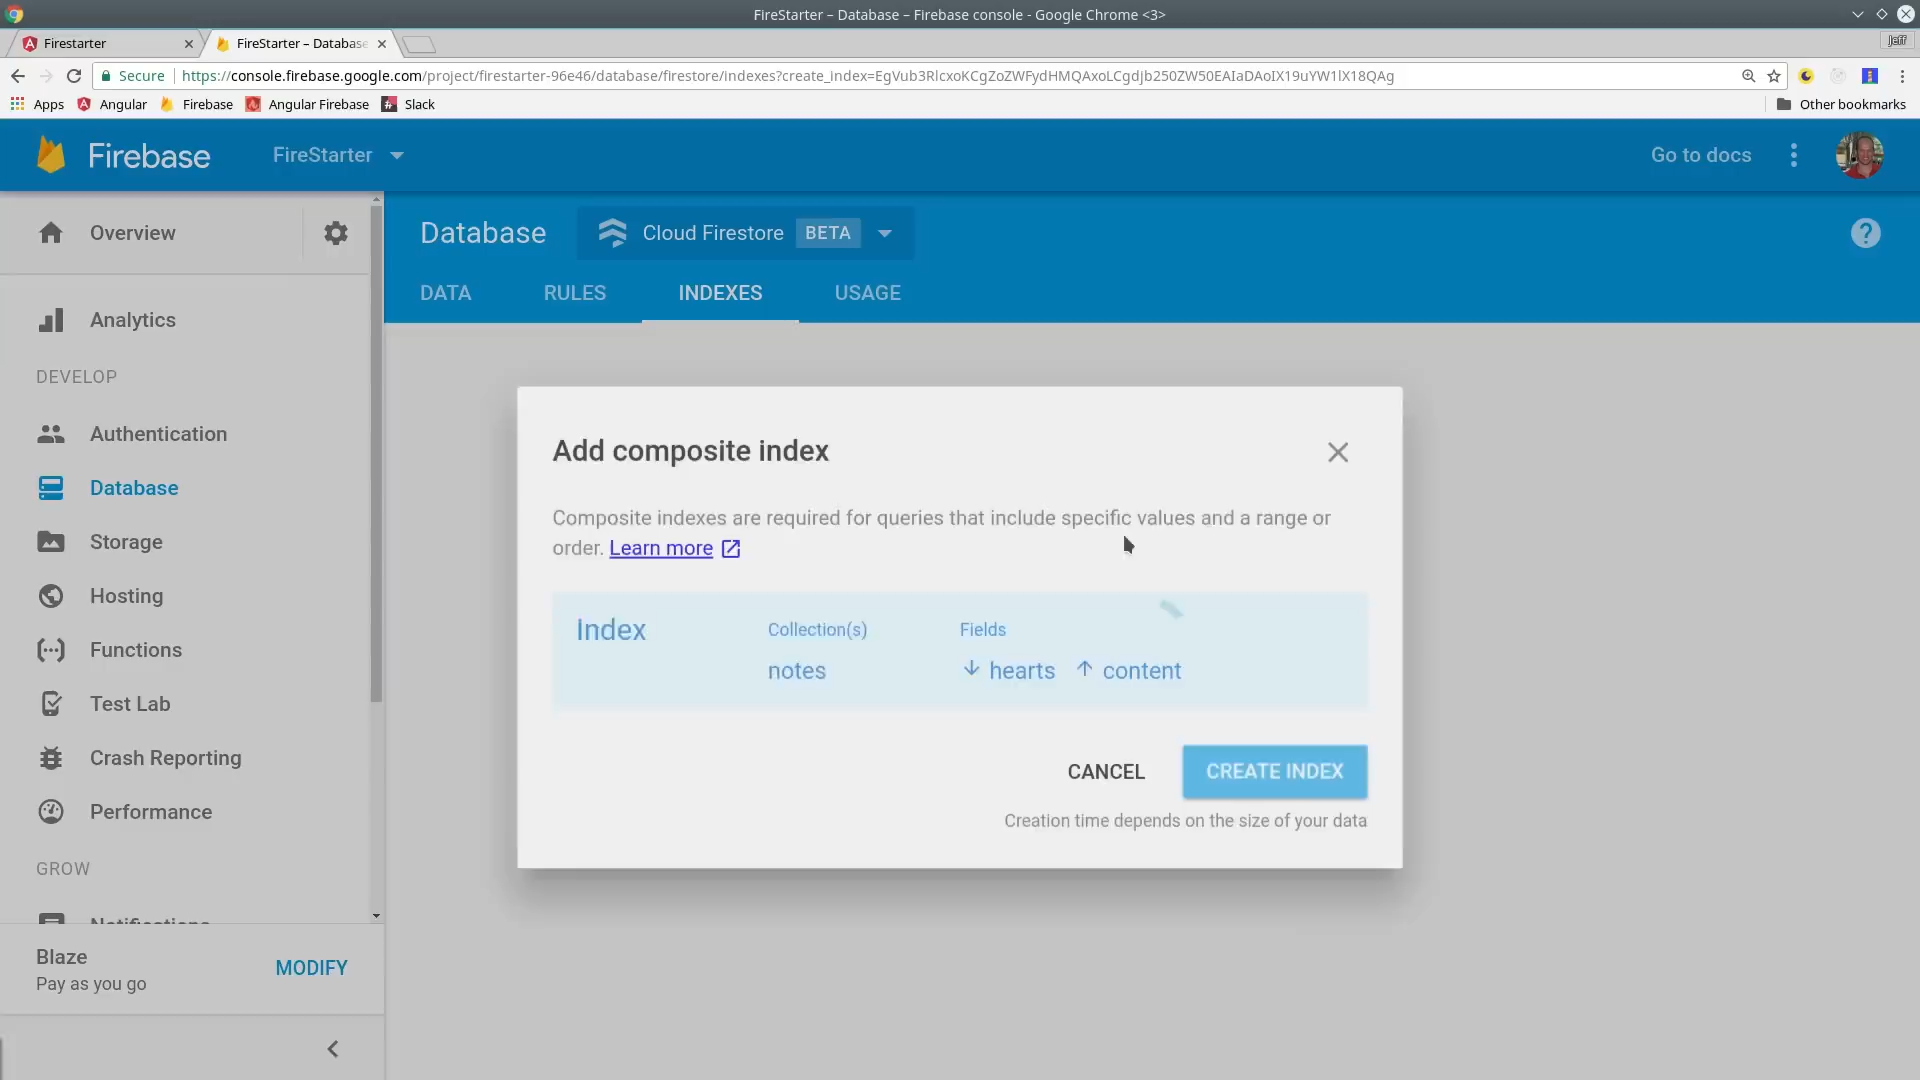 FireStarter – Database – Firebase console - Google Chrome <3>
Firestarter
FireStarter – Database
Jeff
Secure
https://console.firebase.google.com/project/firestarter-96e46/database/firestore/indexes?create_index=EgVub3RlcxoKCgZoZWFydHMQAxoLCgdjb250ZW50EAIaDAoIX19uYW1lX18QAg
Apps
Angular
Firebase
Angular Firebase
Slack
Other bookmarks
Firebase
FireStarter
Go to docs
Overview
Database
Cloud Firestore
BETA
DATA
RULES
INDEXES
USAGE
Analytics
DEVELOP
Authentication
Database
Storage
Hosting
Functions
Test Lab
Crash Reporting
Performance
GROW
Notifications
Blaze
Pay as you go
MODIFY
Add composite index
Composite indexes are required for queries that include specific values and a range or
order. Learn more
Index
Collection(s)
Fields
notes
hearts
content
CANCEL
CREATE INDEX
Creation time depends on the size of your data